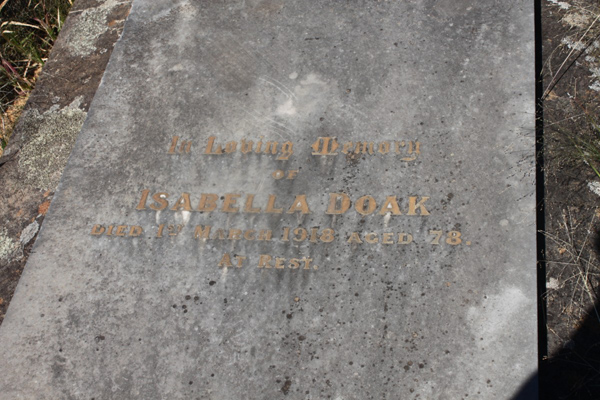 In Loving Memory
OF
ISABELLA DOAK
DIED 1ST MARCH 1918 AGED 78.
AT REST.